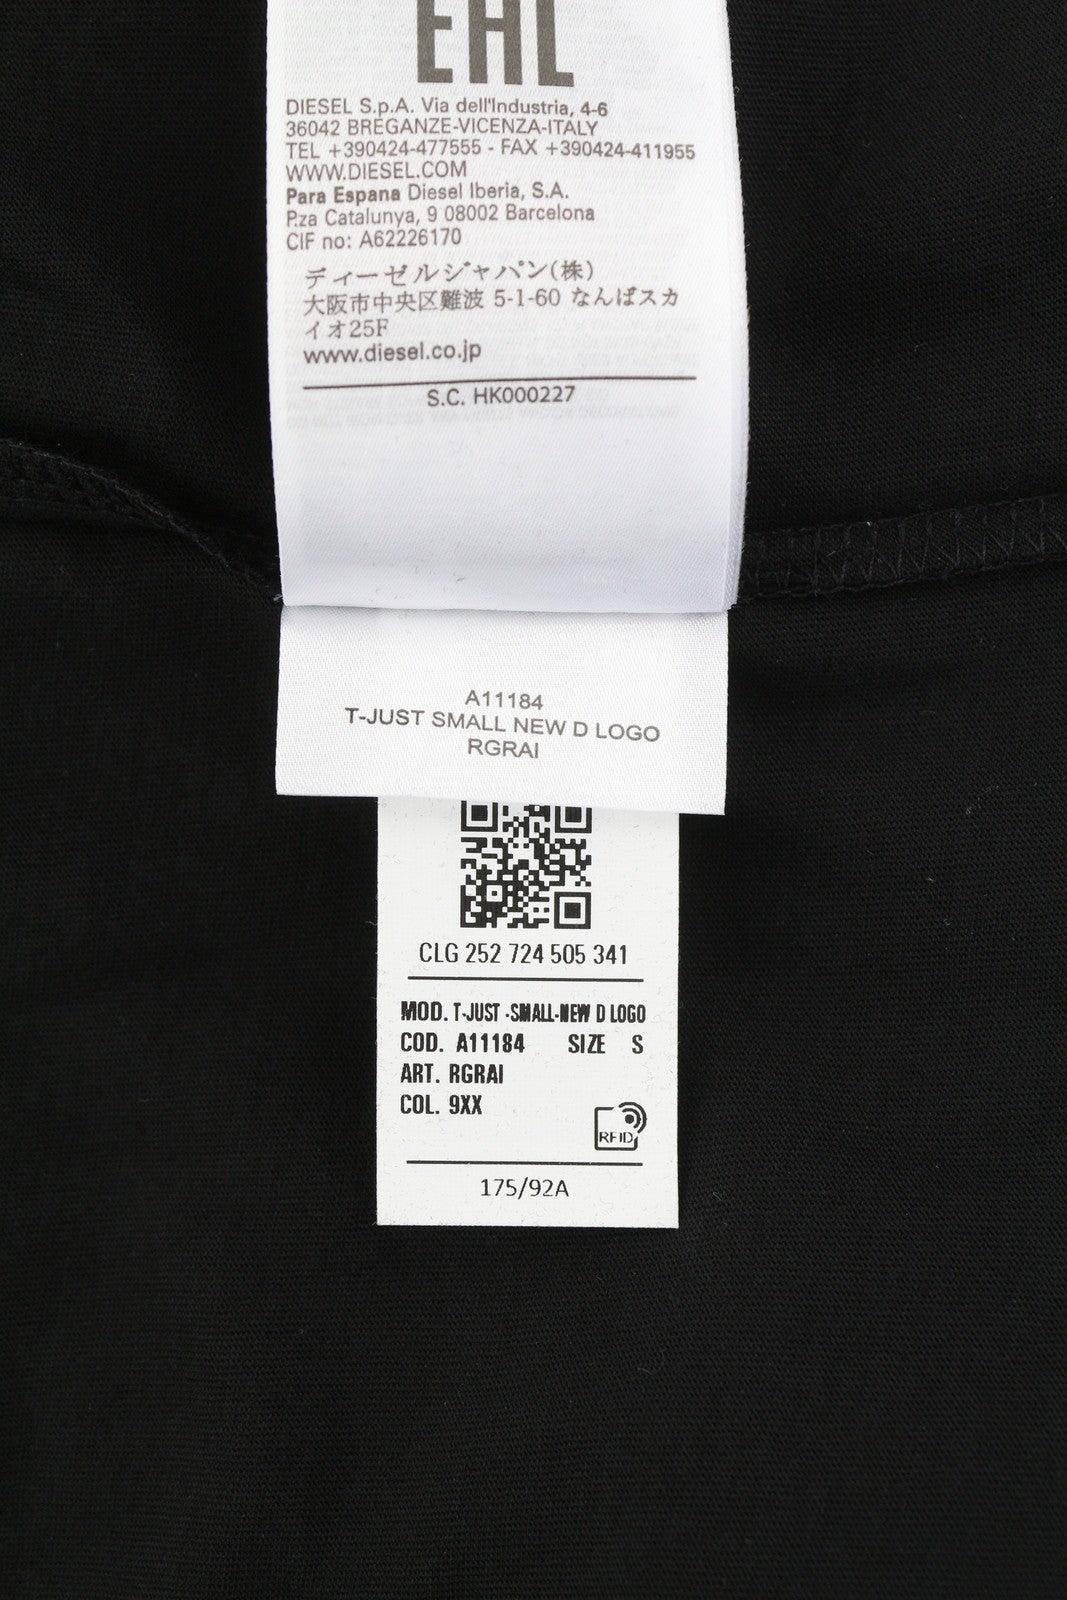 EAC
DIESEL S.p.A. Via dell'Industria, 4-6
36042 BREGANZE-VICENZA-ITALY
TEL +390424-477555 - FAX +390424-411955
WWW.DIESEL.COM
Para Espana Diesel Iberia, S.A.
P.za Catalunya, 9 08002 Barcelona
CIF no: A62226170
ディーゼルジャパン(株)
大阪市中央区難波 5-1-60 なんばスカ
イオ25F
www.diesel.co.jp
S.C. HK000227
A11184
T-JUST SMALL NEW D LOGO
RGRAI
CLG 252 724 505 341
MOD. T-JUST -SMALL-NEW D LOGO
COD. A11184 SIZE S
ART. RGRAI
COL. 9XX
RFID
175/92A